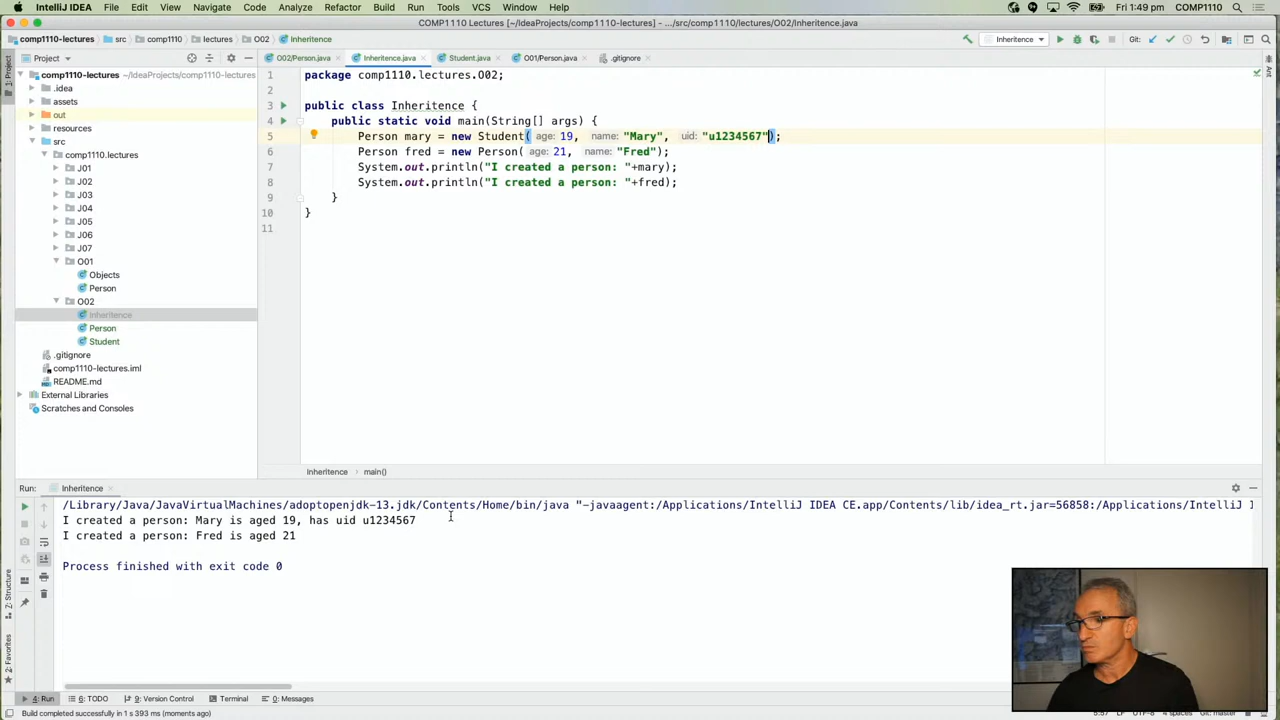 IntelliJ IDEA File Edit View Navigate Code Analyze Refactor Build Run Tools VCS Window Help Fri 1:49 pm COMP1110
COMP1110 Lectures [~/IdeaProjects/comp1110-lectures] - .../src/comp1110/lectures/O02/Inheritence.java
comp1110-lectures src comp1110 lectures O02 Inheritence Inheritence Git:
Project O02/Person.java Inheritence.java Student.java O01/Person.java .gitignore
1: Project
Ant
comp1110-lectures ~/IdeaProjects/comp1110-lectures
.idea
assets
out
resources
src
comp1110.lectures
J01
J02
J03
J04
J05
J06
J07
O01
Objects
Person
O02
Inheritence
Person
Student
.gitignore
comp1110-lectures.iml
README.md
External Libraries
Scratches and Consoles
1 package comp1110.lectures.O02;
2
3 public class Inheritence {
4 public static void main(String[] args) {
5 Person mary = new Student( age: 19, name: "Mary", uid: "u1234567");
6 Person fred = new Person( age: 21, name: "Fred");
7 System.out.println("I created a person: "+mary);
8 System.out.println("I created a person: "+fred);
9 }
10 }
11
Inheritence main()
Run: Inheritence
/Library/Java/JavaVirtualMachines/adoptopenjdk-13.jdk/Contents/Home/bin/java "-javaagent:/Applications/IntelliJ IDEA CE.app/Contents/lib/idea_rt.jar=56858:/Applications/IntelliJ I
I created a person: Mary is aged 19, has uid u1234567
I created a person: Fred is aged 21
Process finished with exit code 0
Z: Structure
2: Favorites
4: Run 6: TODO 9: Version Control Terminal 0: Messages
Build completed successfully in 1 s 393 ms (moments ago)